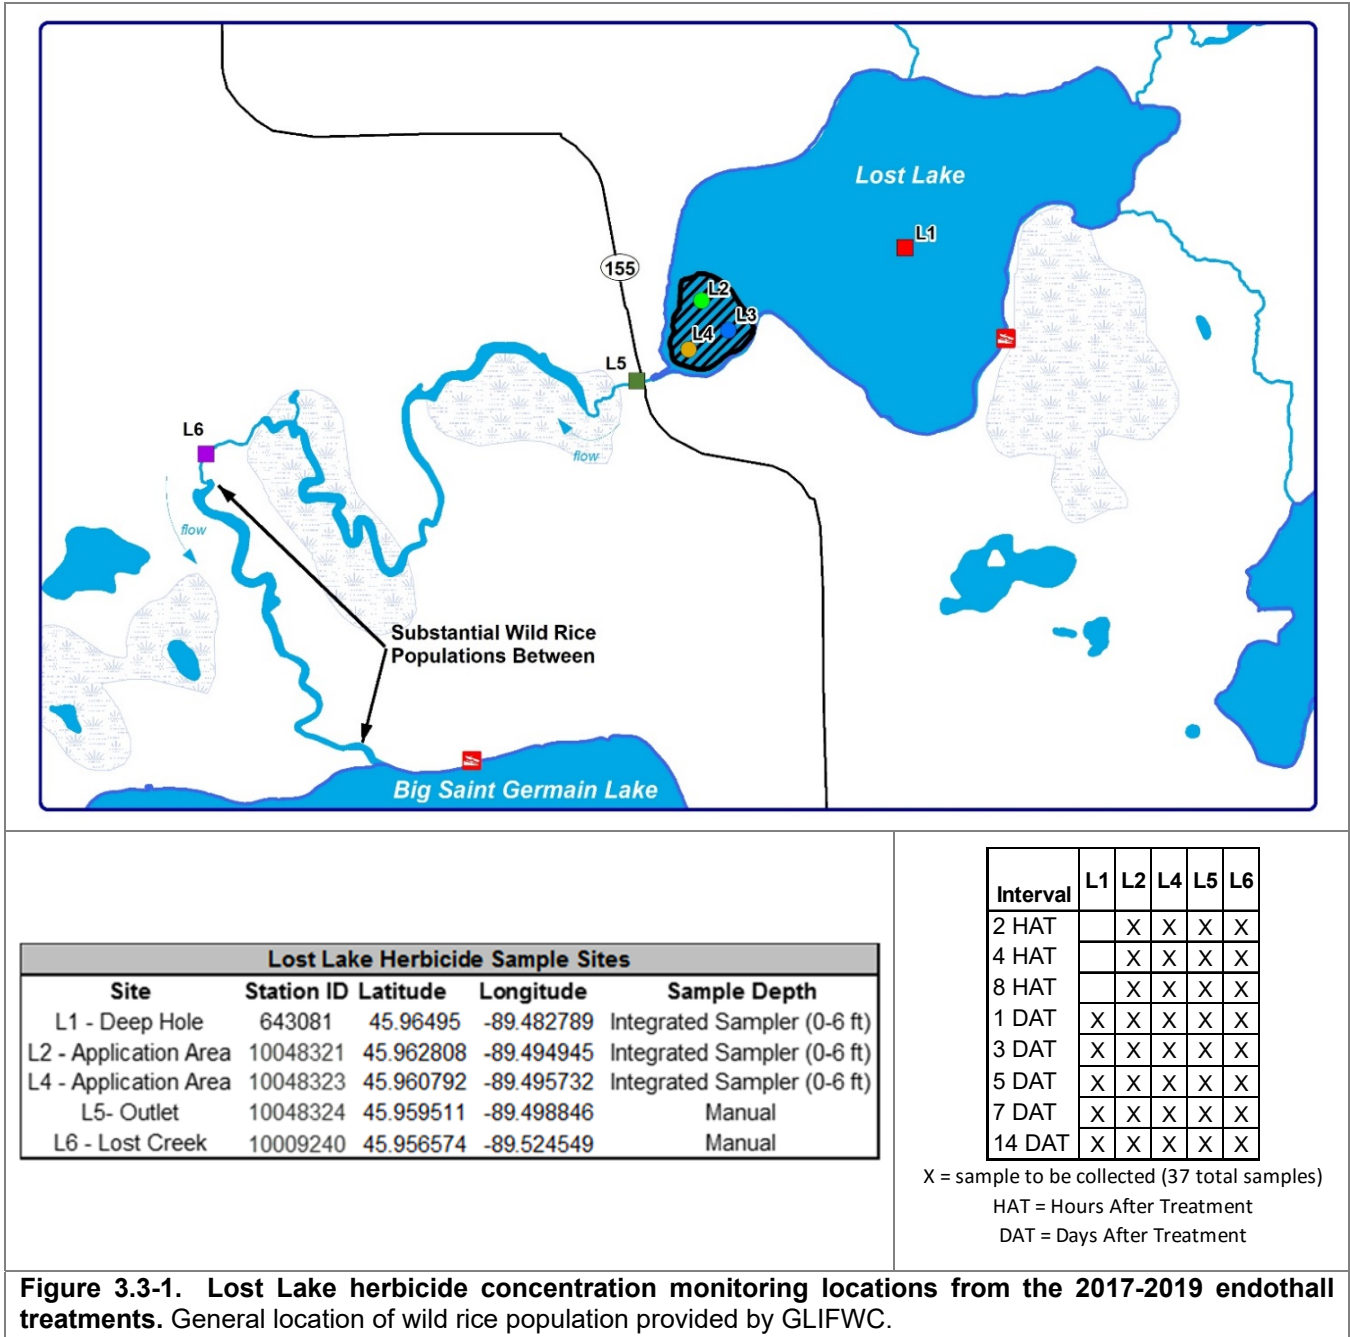 Lost Lake
L1
155
L2
L3
L4
L5
flow
L6
flow
Substantial Wild Rice
Populations Between
Big Saint Germain Lake
Lost Lake Herbicide Sample Sites
Site Station ID Latitude Longitude Sample Depth
L1 - Deep Hole 643081 45.96495 -89.482789 Integrated Sampler (0-6 ft)
L2 - Application Area 10048321 45.962808 -89.494945 Integrated Sampler (0-6 ft)
L4 - Application Area 10048323 45.960792 -89.495732 Integrated Sampler (0-6 ft)
L5- Outlet 10048324 45.959511 -89.498846 Manual
L6 - Lost Creek 10009240 45.956574 -89.524549 Manual
Interval L1 L2 L4 L5 L6
2 HAT X X X X
4 HAT X X X X
8 HAT X X X X
1 DAT X X X X X
3 DAT X X X X X
5 DAT X X X X X
7 DAT X X X X X
14 DAT X X X X X
X = sample to be collected (37 total samples)
HAT = Hours After Treatment
DAT = Days After Treatment
Figure 3.3-1. Lost Lake herbicide concentration monitoring locations from the 2017-2019 endothall
treatments. General location of wild rice population provided by GLIFWC.